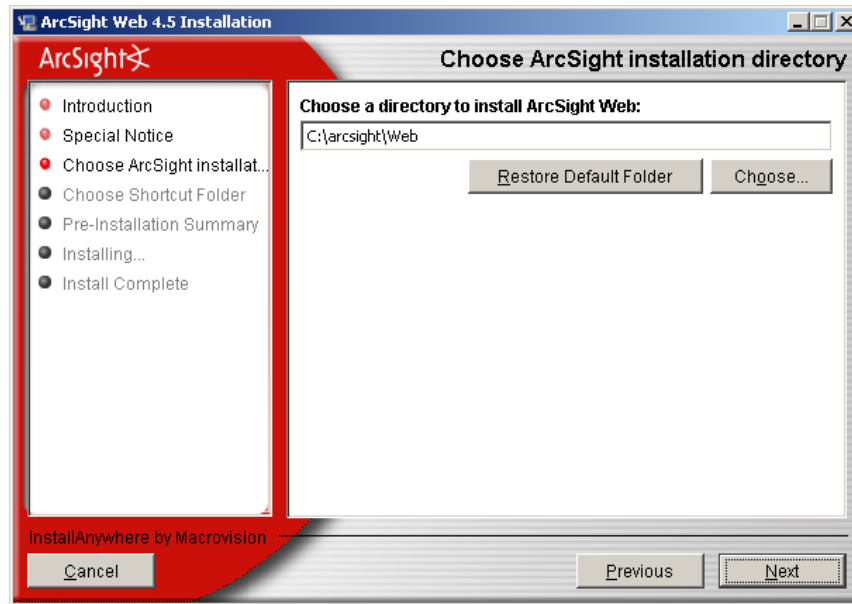 ArcSight Web 4.5 Installation
ArcSight
Choose ArcSight installation directory
Introduction
Special Notice
Choose ArcSight installat...
Choose Shortcut Folder
Pre-Installation Summary
Installing...
Install Complete
Choose a directory to install ArcSight Web:
C:\arcsight\Web
Restore Default Folder
Choose...
InstallAnywhere by Macrovision
Cancel
Previous
Next